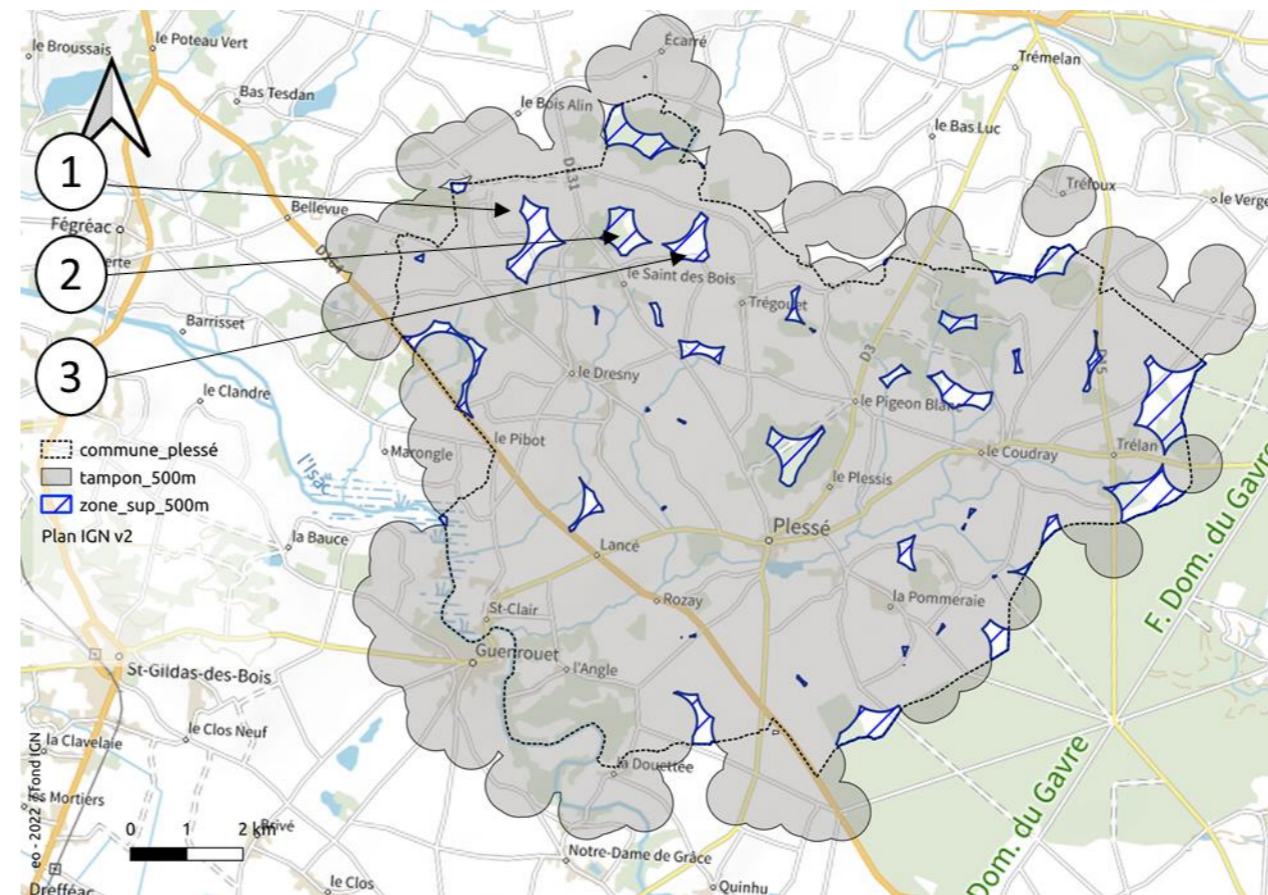 Écarré
le Broussais
le Poteau Vert
Trémelan
Bas Tesdan
le Bois Alin
le Bas Luc
D131
1
Tréfoux
le Verge
Bellevue
Fégréac
2
D164
le Saint des Bois
Trégouet
Barrisset
3
D3
D15
le Dresny
le Clandre
le Pigeon Blanc
le Pibot
Marongle
le Coudray
Trélan
commune_plessé
l'Isac
tampon_500m
le Plessis
zone_sup_500m
Plan IGN v2
Plessé
la Bauce
Lancé
F. Dom. du Gavre
la Pommeraie
Rozay
St-Clair
Guenrouet
l'Angle
St-Gildas-des-Bois
le Clos Neuf
la Clavelaie
la Douettée
les Mortiers
0 1 2 km
Brivé
Notre-Dame de Grâce
Dom. du Gavre
le Clos
Quinhu
Drefféac